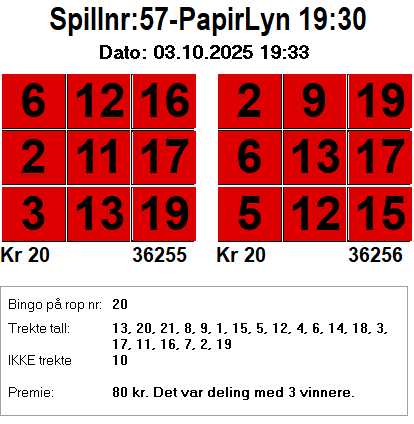 Spillnr:57-PapirLyn 19:30
Dato: 03.10.2025 19:33
6 12 16 2 9 19
2 11 17 6 13 17
3 13 19 5 12 15
Kr 20 36255 Kr 20 36256
Bingo på rop nr: 20
Trekte tall: 13, 20, 21, 8, 9, 1, 15, 5, 12, 4, 6, 14, 18, 3,
17, 11, 16, 7, 2, 19
IKKE trekte 10
Premie: 80 kr. Det var deling med 3 vinnere.